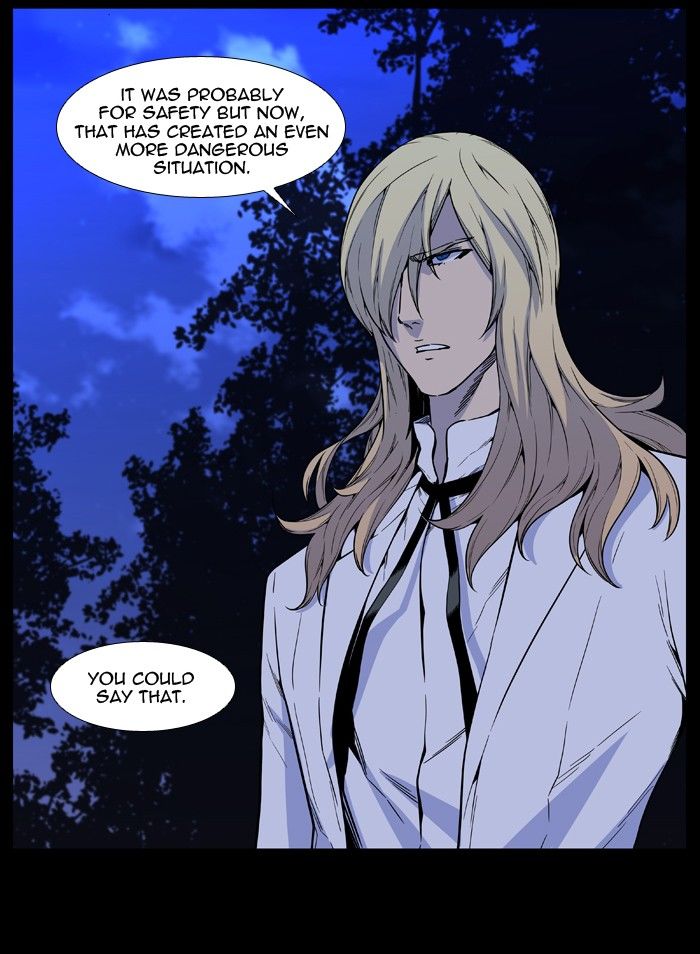 IT WAS PROBABLY
FOR SAFETY BUT NOW,
THAT HAS CREATED AN EVEN
MORE DANGEROUS
SITUATION.
YOU COULD
SAY THAT.